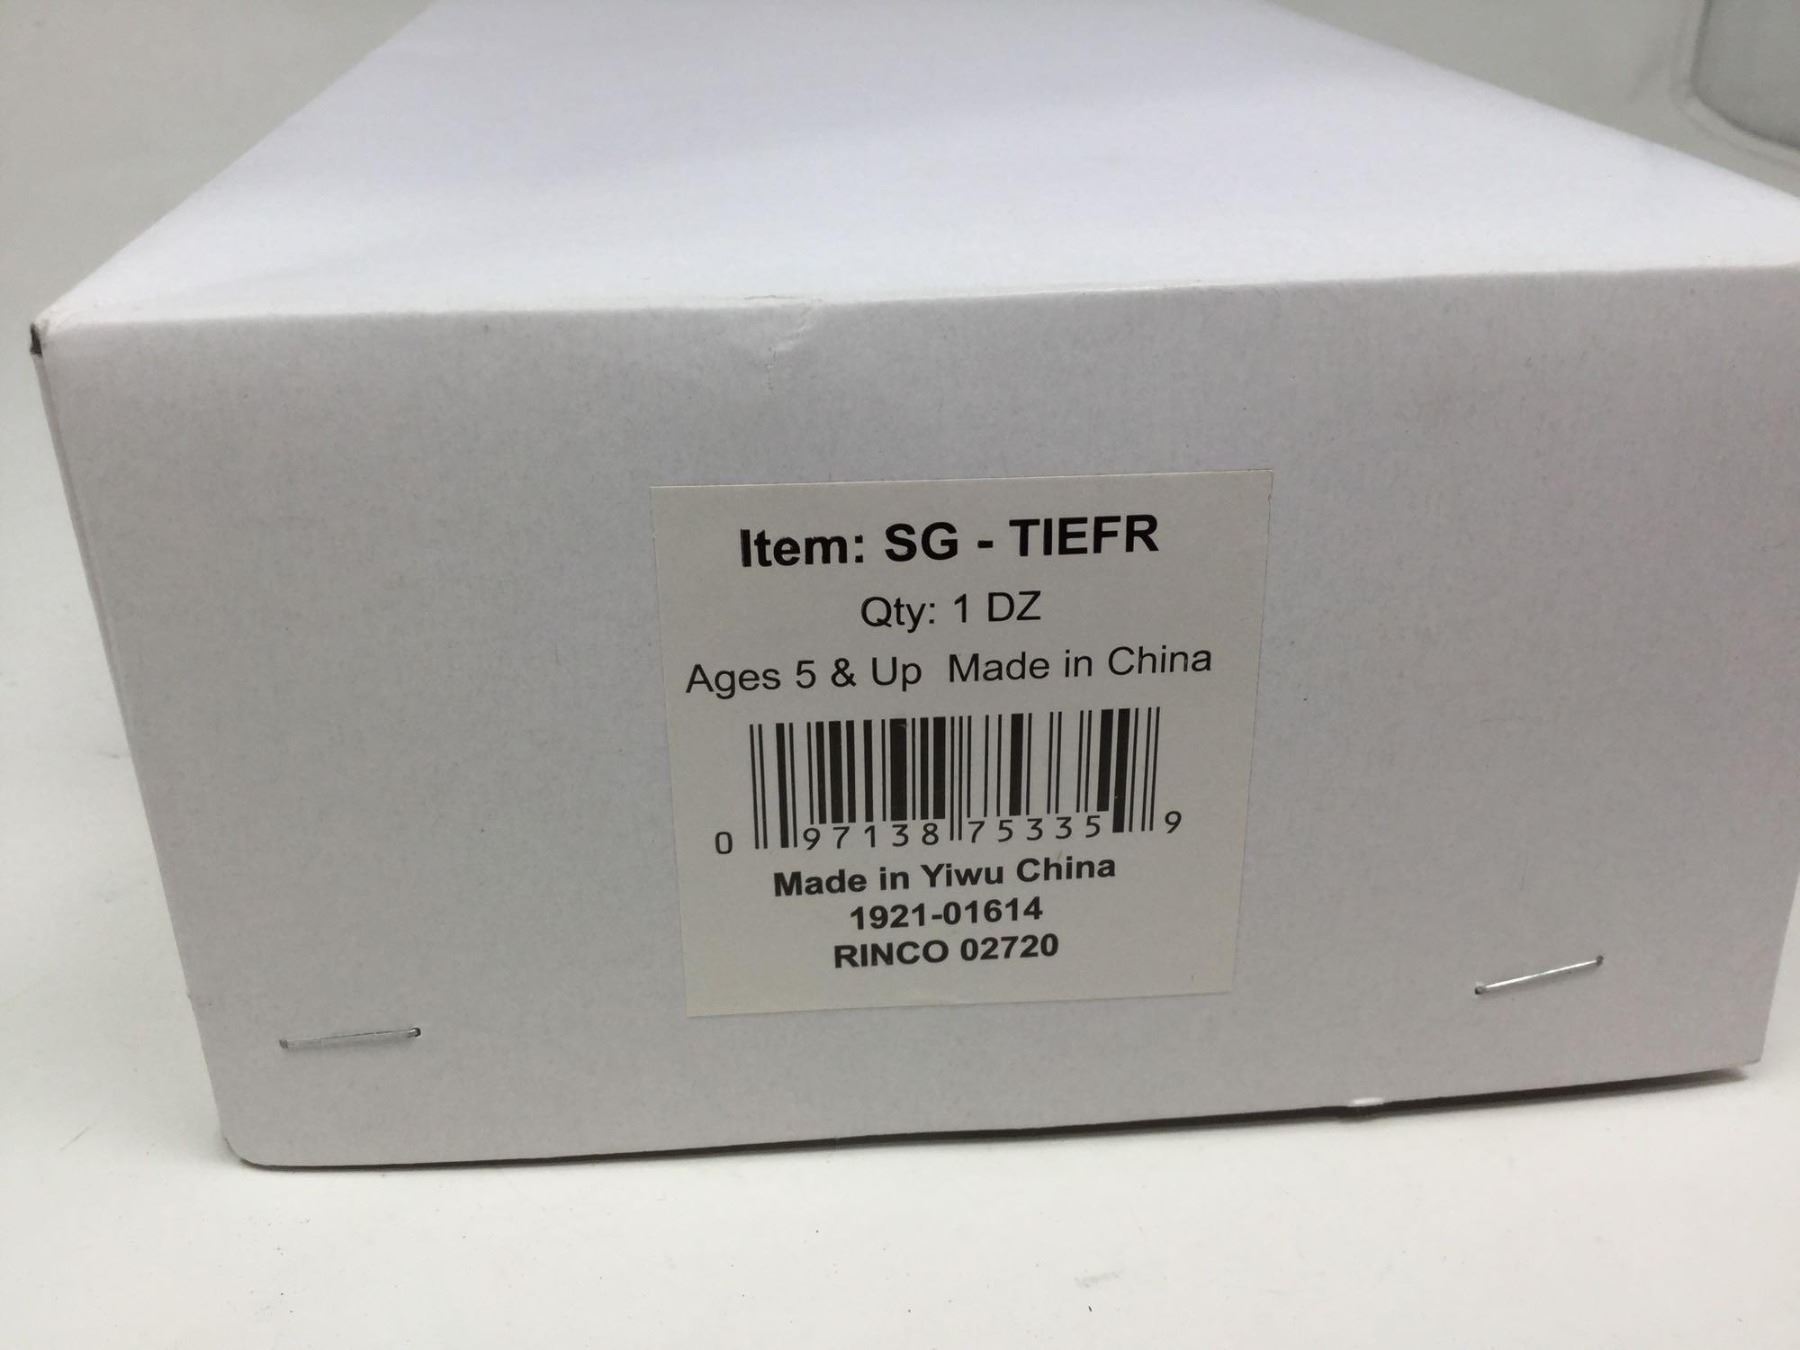 Item: SG - TIEFR
Qty: 1 DZ
Ages 5 & Up Made in China
0 97138 75335 9
Made in Yiwu China
1921-01614
RINCO 02720